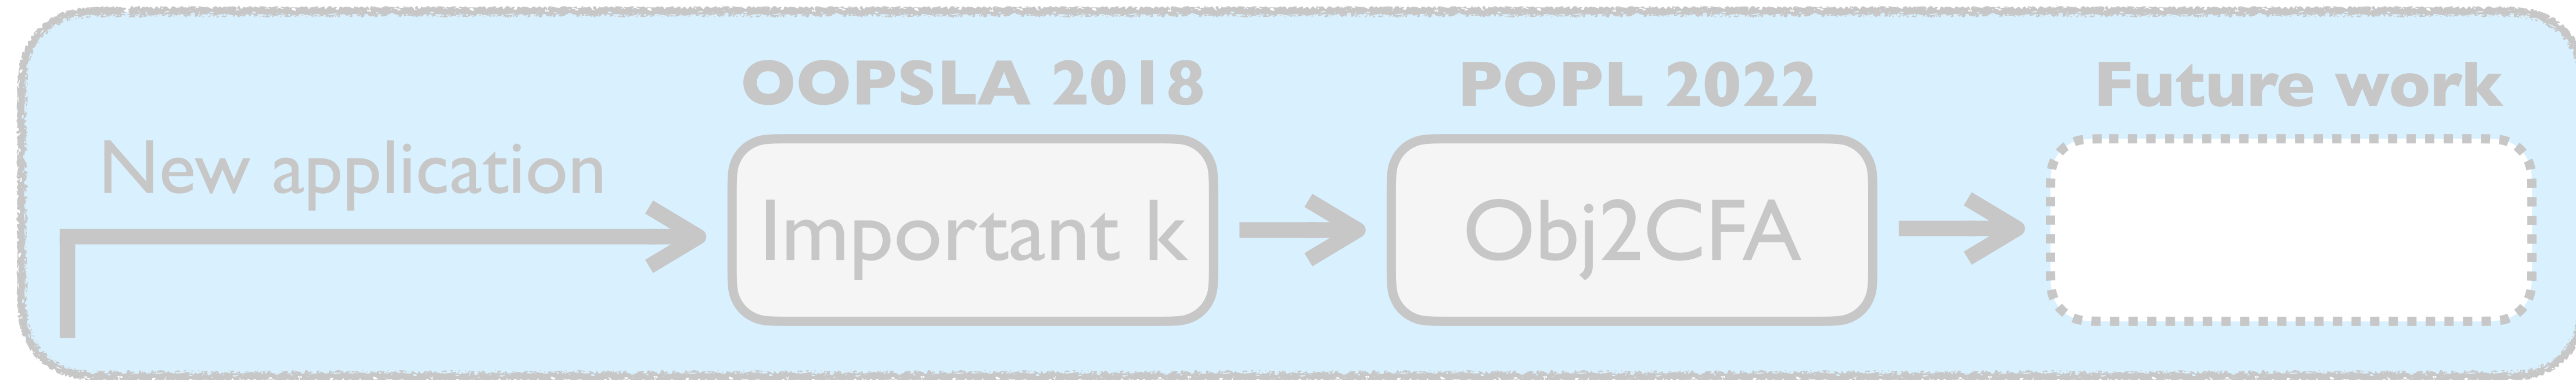 OOPSLA 2018
POPL 2022
Future work
New application
Important k
Obj2CFA